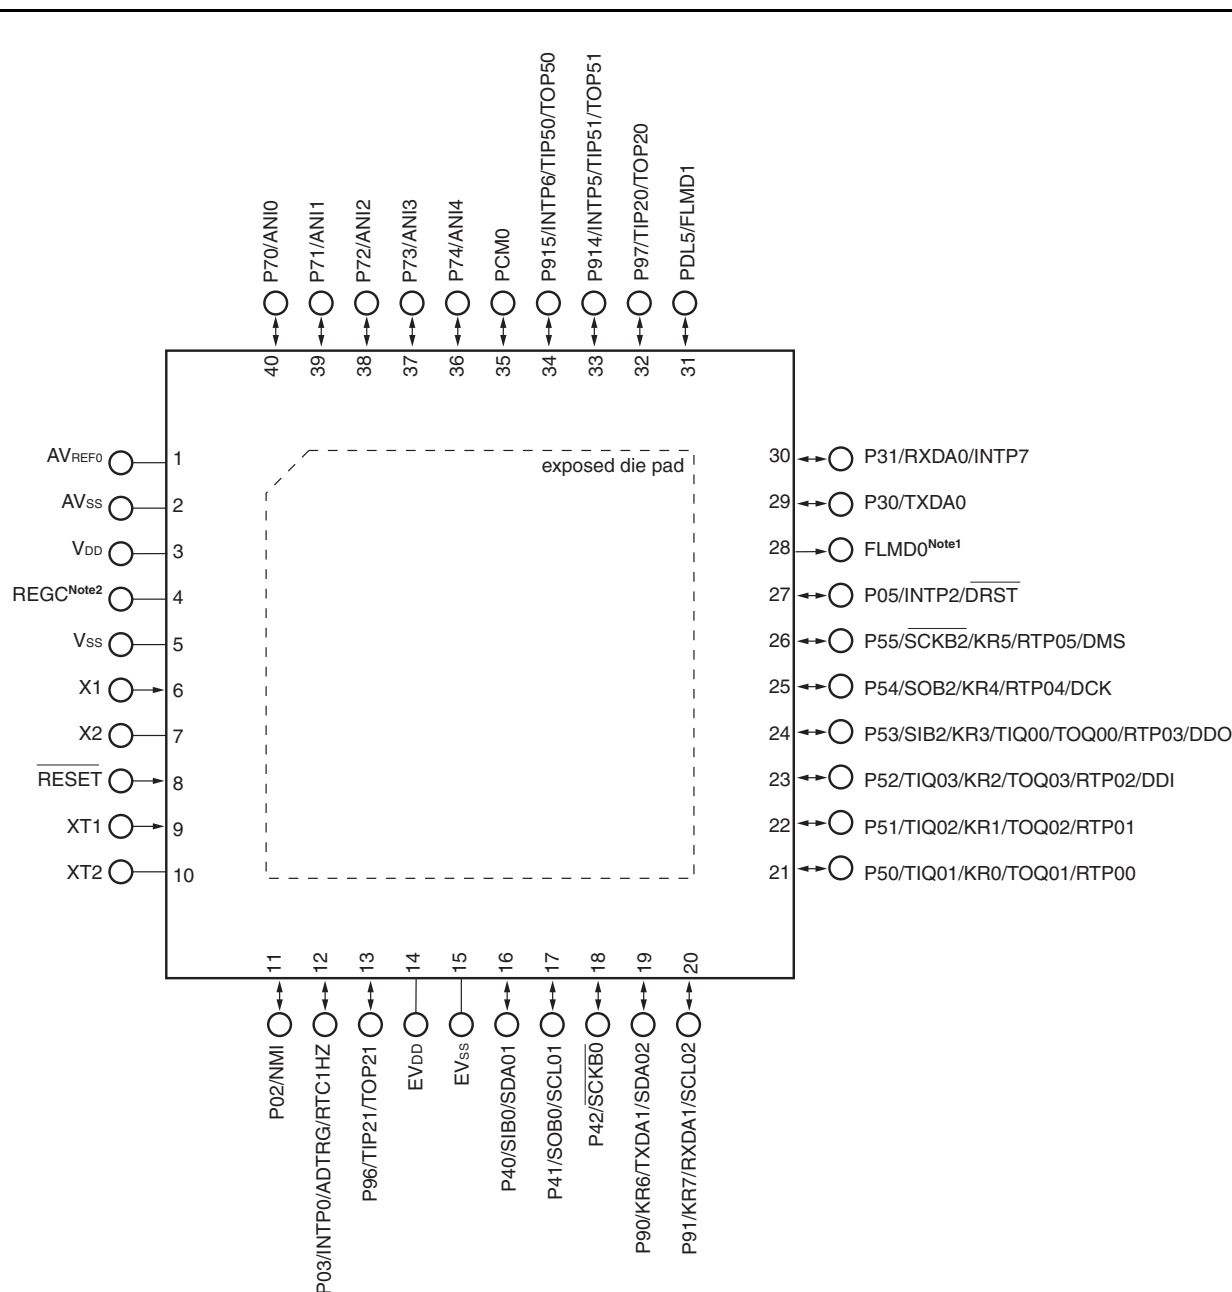 P70/ANI0
P71/ANI1
P72/ANI2
P73/ANI3
P74/ANI4
PCM0
P915/INTP6/TIP50/TOP50
P914/INTP5/TIP51/TOP51
P97/TIP20/TOP20
PDL5/FLMD1
40
39
38
37
36
35
34
33
32
31
AVREF0 1
AVSS 2
VDD 3
REGCNote2 4
VSS 5
X1 6
X2 7
RESET 8
XT1 9
XT2 10
exposed die pad
30 P31/RXDA0/INTP7
29 P30/TXDA0
28 FLMD0Note1
27 P05/INTP2/DRST
26 P55/SCKB2/KR5/RTP05/DMS
25 P54/SOB2/KR4/RTP04/DCK
24 P53/SIB2/KR3/TIQ00/TOQ00/RTP03/DDO
23 P52/TIQ03/KR2/TOQ03/RTP02/DDI
22 P51/TIQ02/KR1/TOQ02/RTP01
21 P50/TIQ01/KR0/TOQ01/RTP00
11
12
13
14
15
16
17
18
19
20
P02/NMI
P03/INTP0/ADTRG/RTC1HZ
P96/TIP21/TOP21
EVDD
EVSS
P40/SIB0/SDA01
P41/SOB0/SCL01
P42/SCKB0
P90/KR6/TXDA1/SDA02
P91/KR7/RXDA1/SCL02